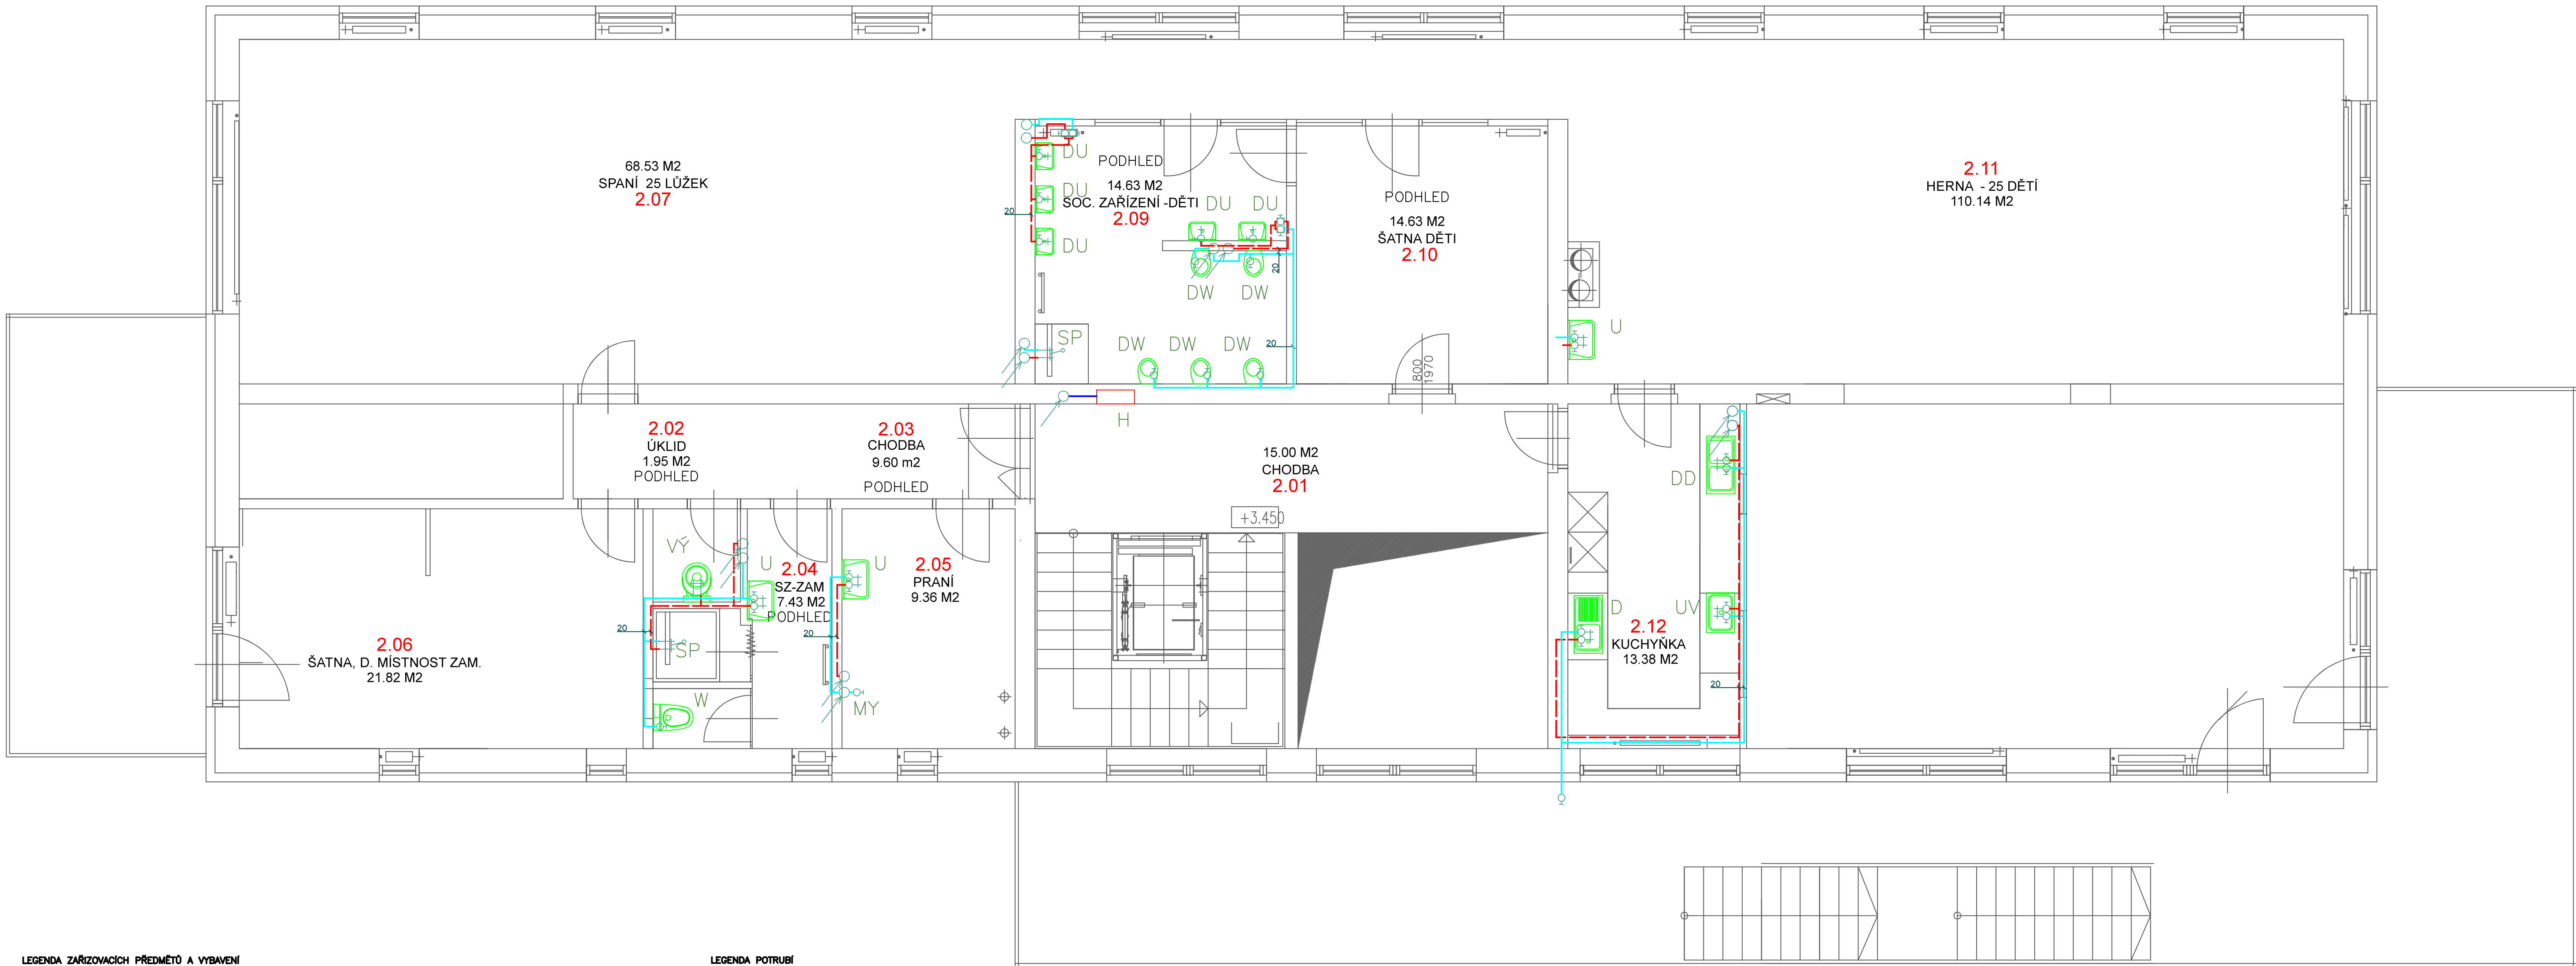 68.53 M2
SPANÍ 25 LŮŽEK
2.07
DU
DU
DU
20
PODHLED
14.63 M2
SOC. ZAŘÍZENÍ -DĚTI
2.09
DU
DU
DW
DW
20
SP
DW
DW
DW
20
PODHLED
14.63 M2
ŠATNA DĚTI
2.10
800
1970
2.11
HERNA - 25 DĚTÍ
110.14 M2
U
2.02
ÚKLID
1.95 M2
PODHLED
2.03
CHODBA
9.60 m2
PODHLED
H
15.00 M2
CHODBA
2.01
+3.450
DD
VÝ
U
2.04
SZ-ZAM
7.43 M2
PODHLED
U
2.05
PRANÍ
9.36 M2
20
SP
20
W
MY
2.06
ŠATNA, D. MÍSTNOST ZAM.
21.82 M2
D
UV
2.12
KUCHYŇKA
13.38 M2
20
LEGENDA ZAŘIZOVACÍCH PŘEDMĚTŮ A VYBAVENÍ
LEGENDA POTRUBÍ